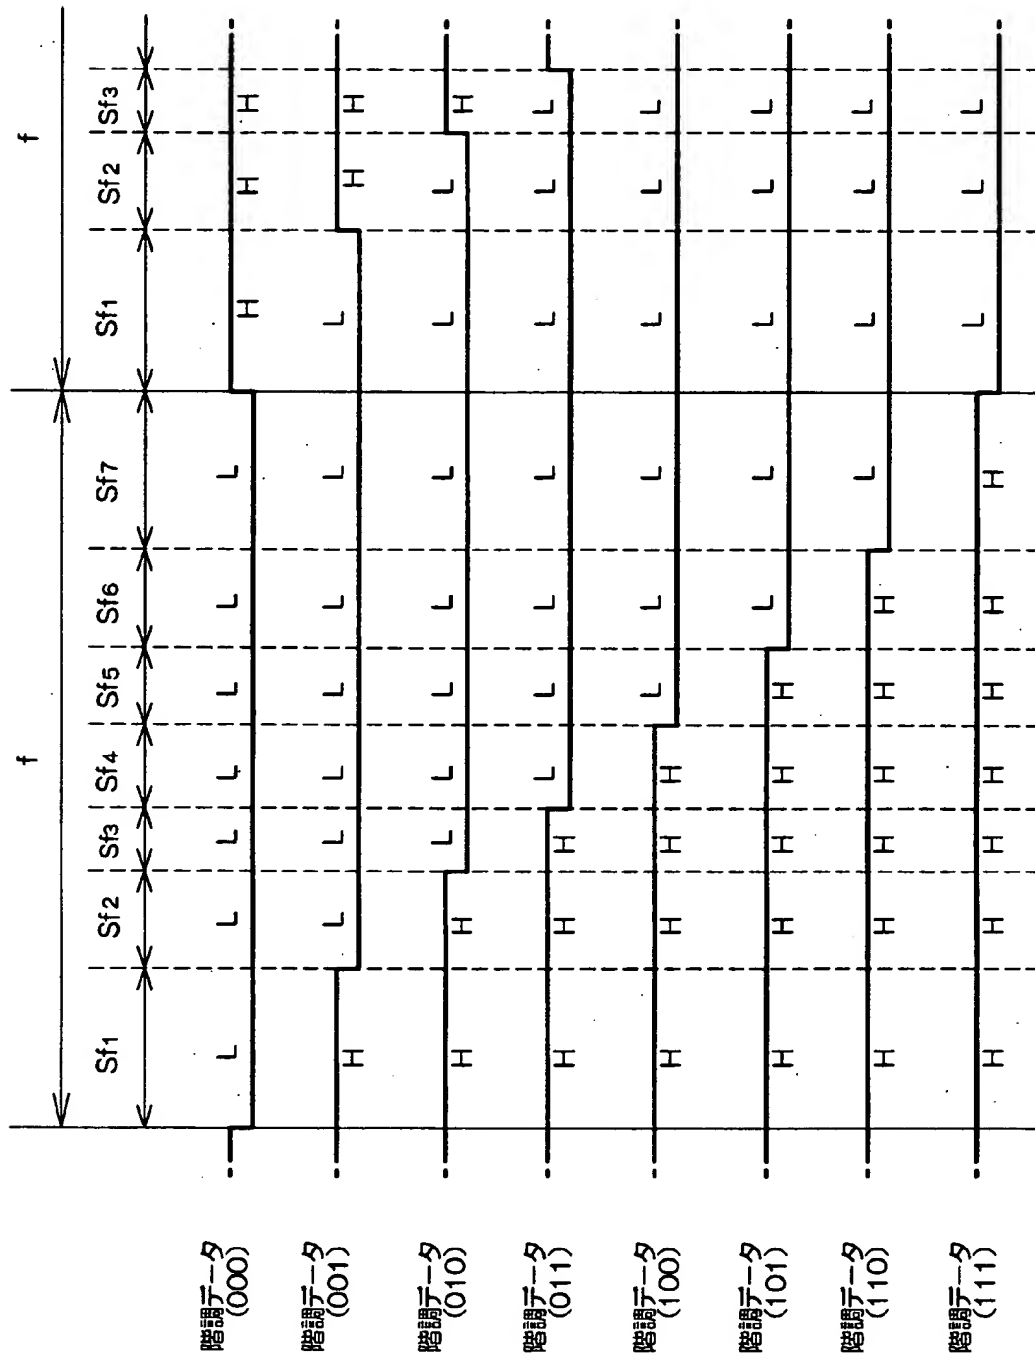 f f
Sf1 Sf2 Sf3 Sf4 Sf5 Sf6 Sf7 Sf1 Sf2 Sf3
階調データ
(000)
L L L L L L L H H H
階調データ
(001)
H L L L L L L L H H
階調データ
(010)
H H L L L L L L L H
階調データ
(011)
H H H L L L L L L L
階調データ
(100)
H H H H L L L L L L
階調データ
(101)
H H H H H L L L L L
階調データ
(110)
H H H H H H L L L L
階調データ
(111)
H H H H H H H L L L